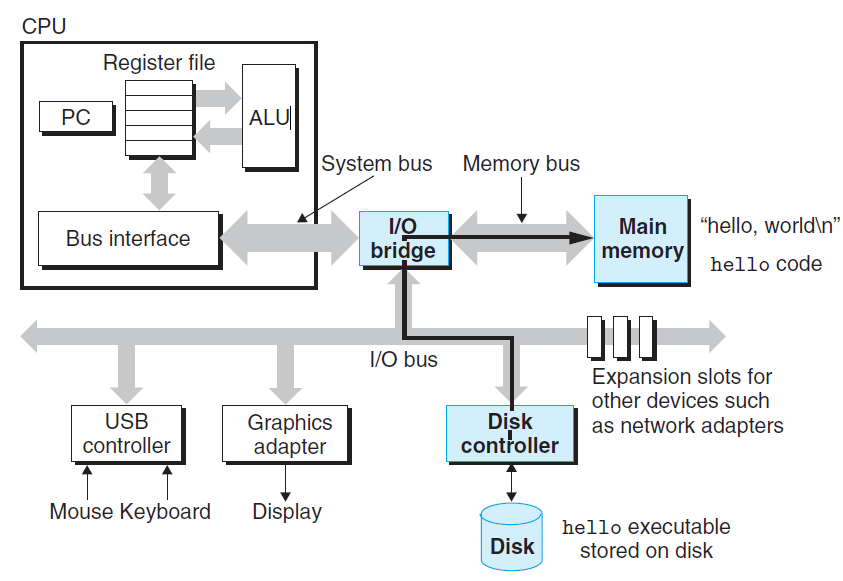 CPU
Register file
PC
ALU
System bus
Memory bus
Bus interface
I/O
bridge
Main
memory
“hello, world\n”
hello code
I/O bus
Expansion slots for
other devices such
as network adapters
USB
controller
Graphics
adapter
Disk
controller
Mouse Keyboard
Display
Disk
hello executable
stored on disk